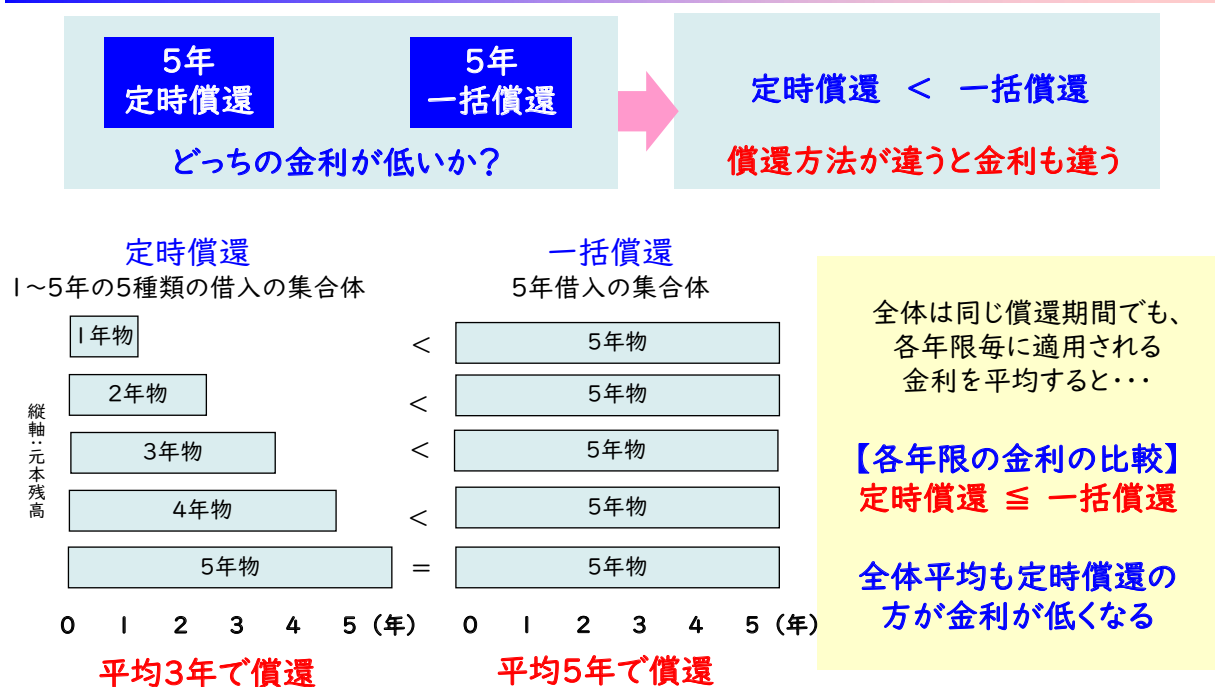 5年
定時償還
5年
一括償還
どっちの金利が低いか？
定時償還 ＜ 一括償還
償還方法が違うと金利も違う
定時償還
1～5年の5種類の借入の集合体
1年物
2年物
3年物
4年物
5年物
縦軸：元本残高
0 1 2 3 4 5（年）
平均3年で償還
＜
＜
＜
＜
＝
一括償還
5年借入の集合体
5年物
5年物
5年物
5年物
5年物
0 1 2 3 4 5（年）
平均5年で償還
全体は同じ償還期間でも、
各年限毎に適用される
金利を平均すると・・・
【各年限の金利の比較】
定時償還 ≦ 一括償還
全体平均も定時償還の
方が金利が低くなる